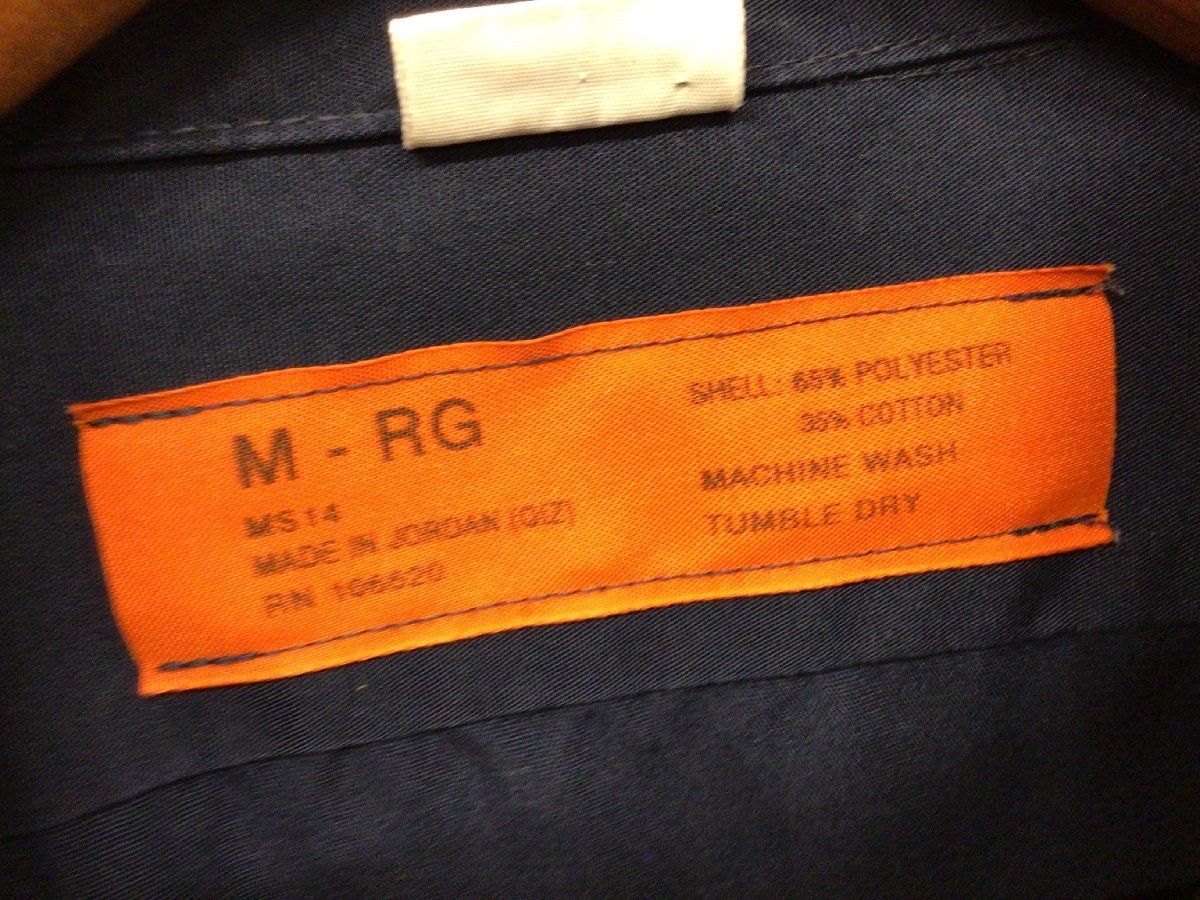 M - RG
MS14
MADE IN JORDAN (QIZ)
RN 106620
SHELL: 65% POLYESTER
35% COTTON
MACHINE WASH
TUMBLE DRY